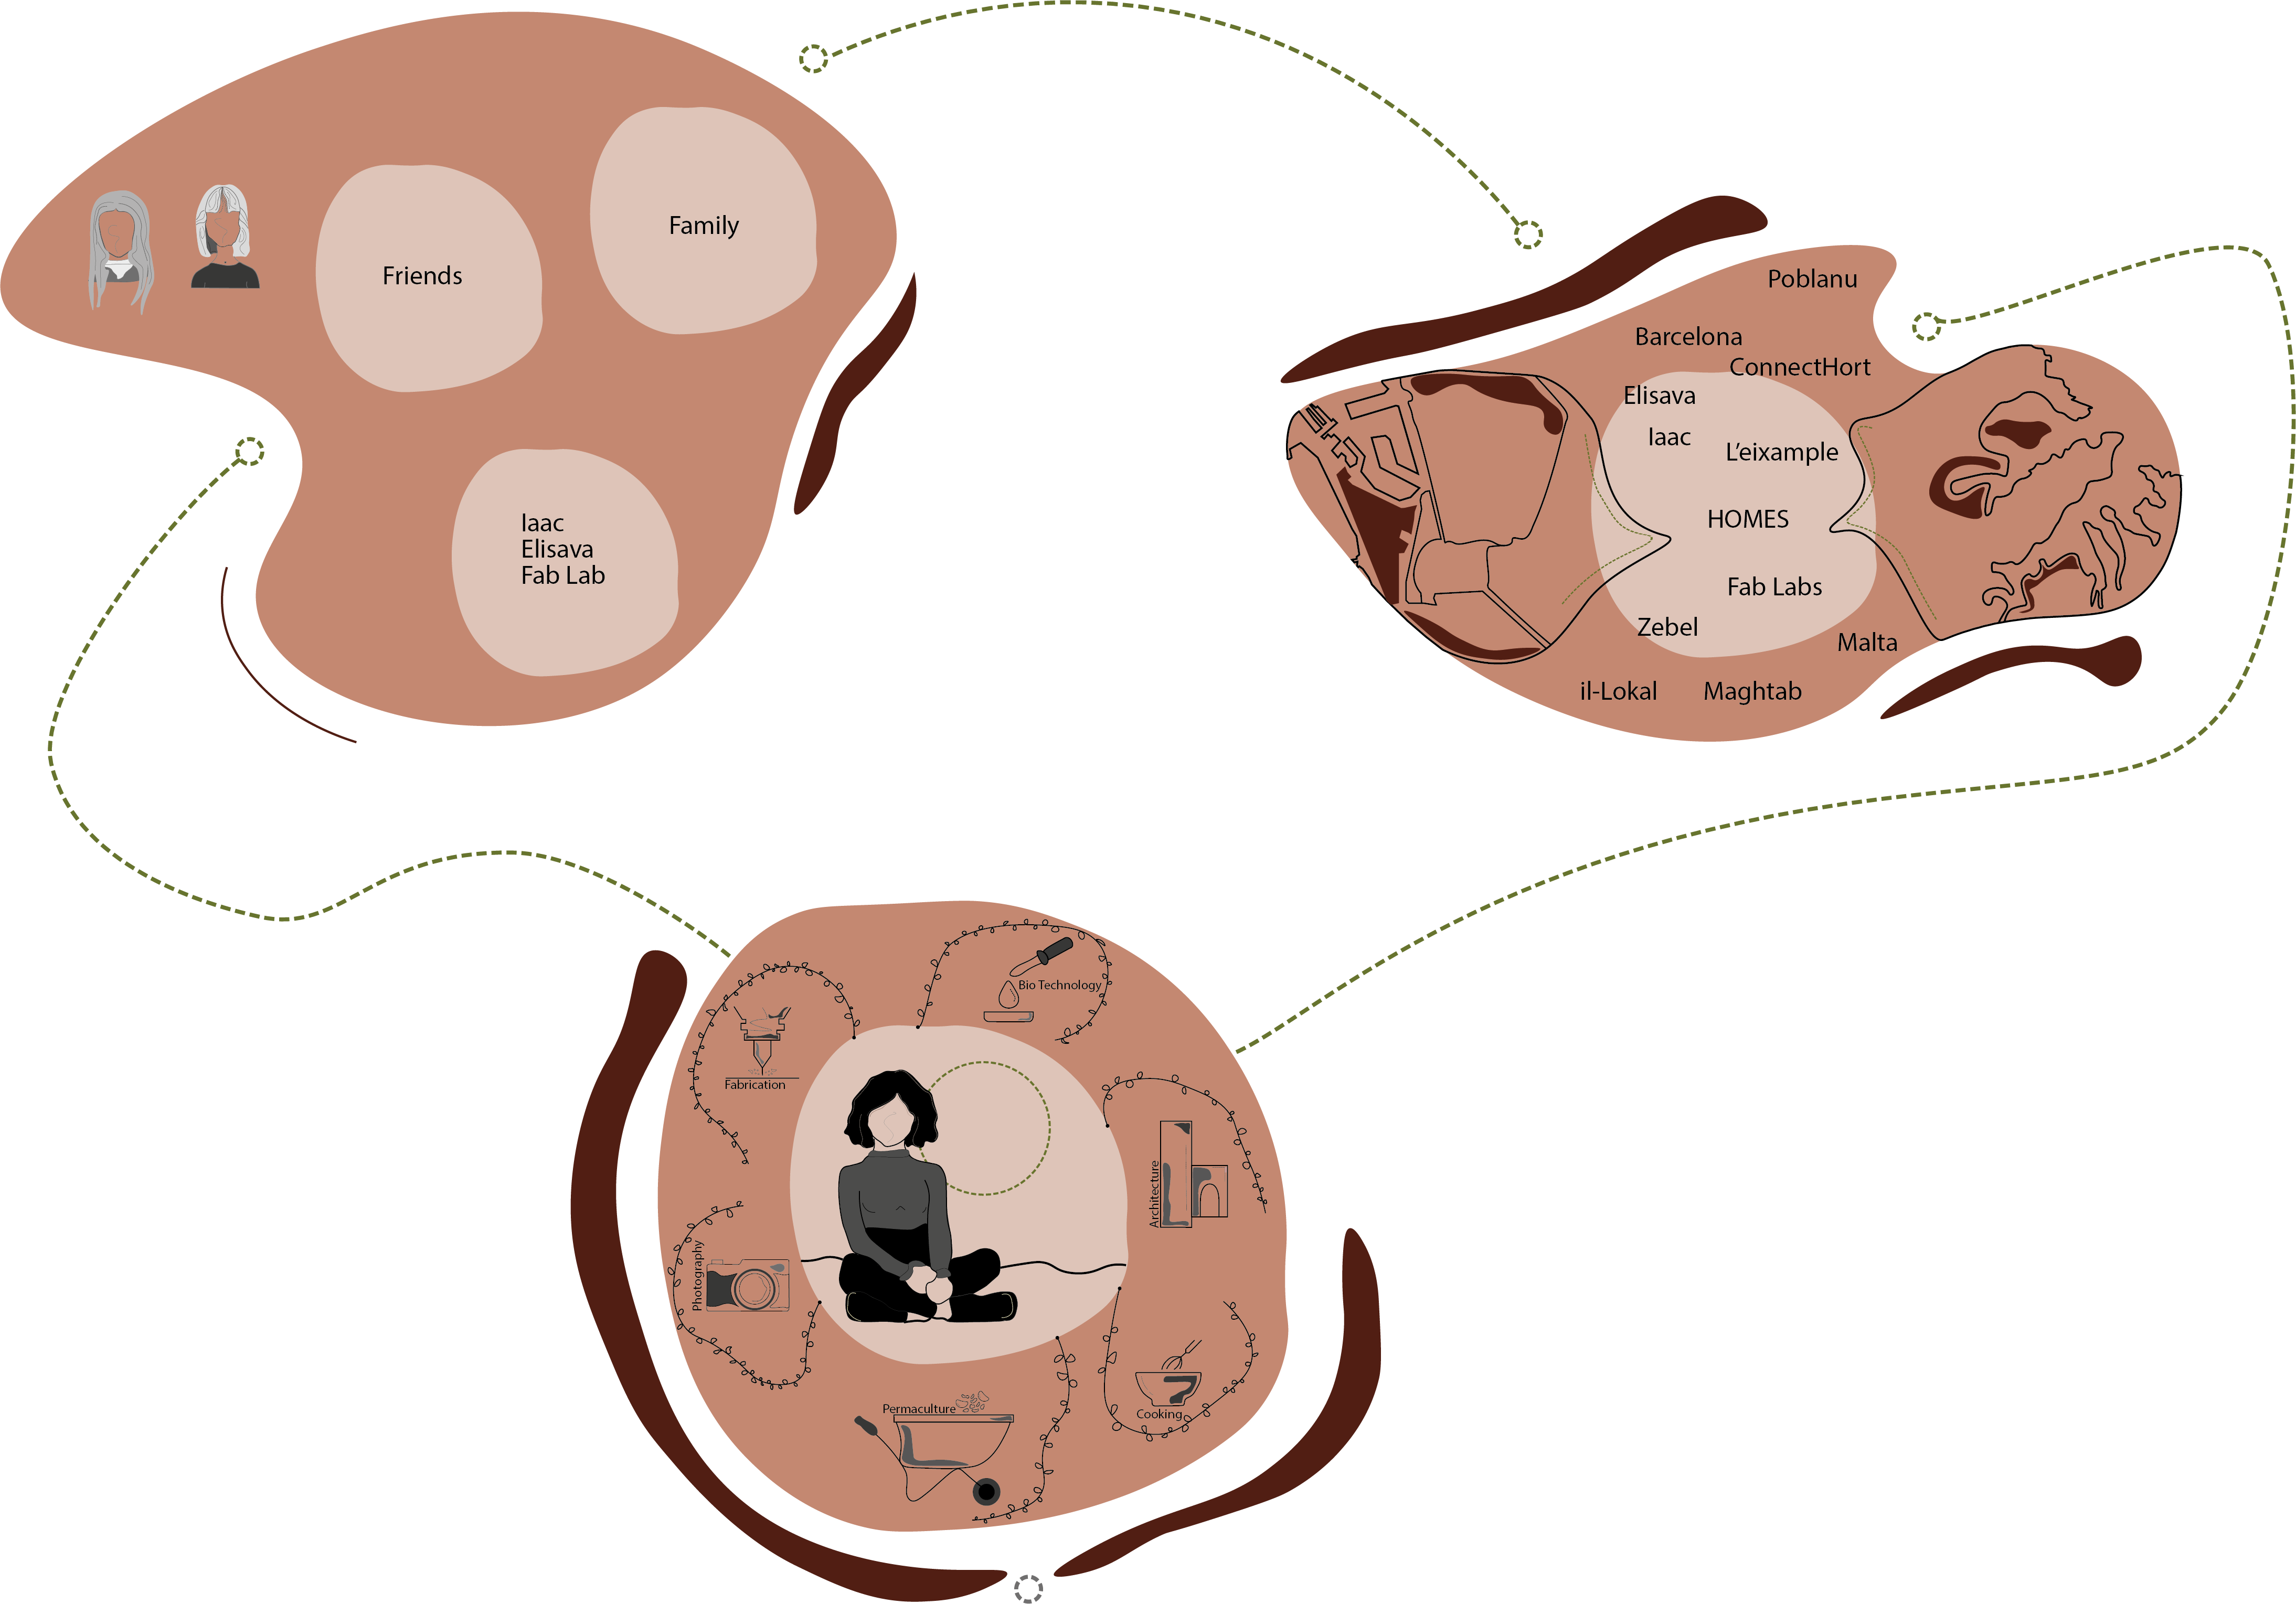 Friends
Family
Iaac
Elisava
Fab Lab
Poblanu
Barcelona
ConnectHort
Elisava
Iaac
L'eixample
HOMES
Fab Labs
Zebel
Malta
il-Lokal
Maghtab
Bio Technology
Fabrication
Architecture
Photography
Permaculture
Cooking